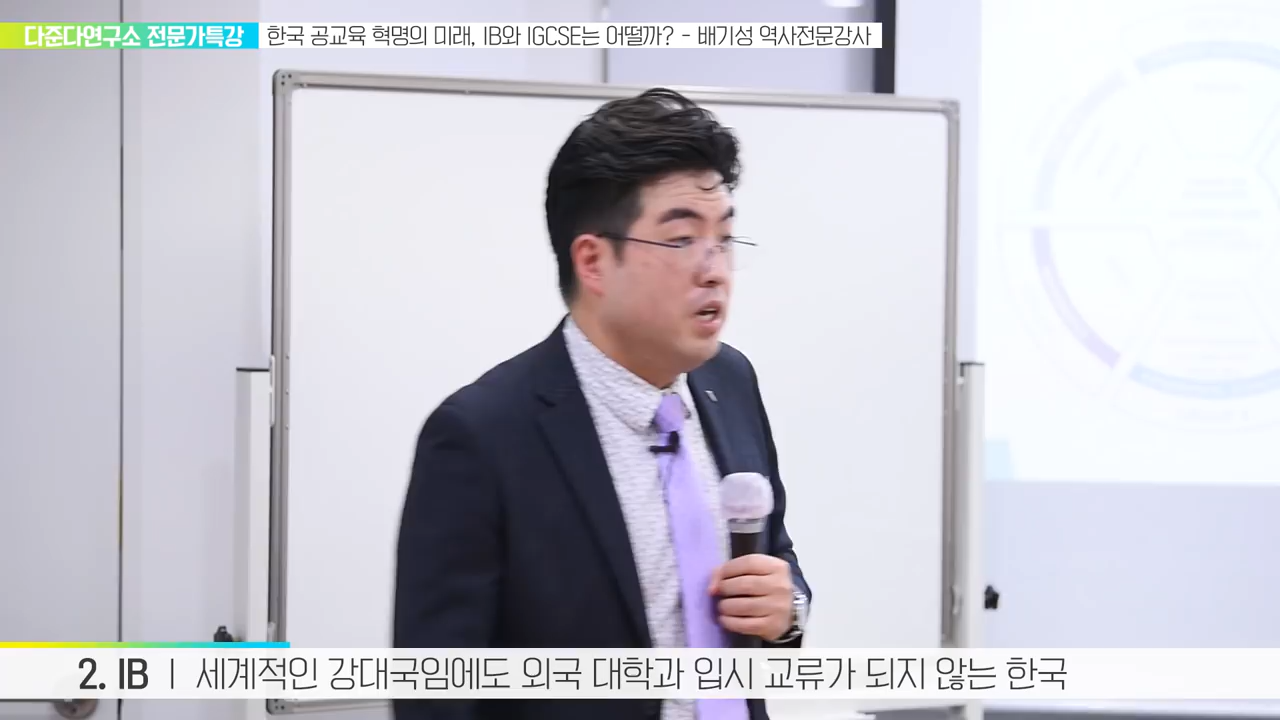 다준다연구소 전문가특강 한국 공교육 혁명의 미래, IB와 IGCSE는 어떨까? - 배기성 역사전문강사
2. IB | 세계적인 강대국임에도 외국 대학과 입시 교류가 되지 않는 한국